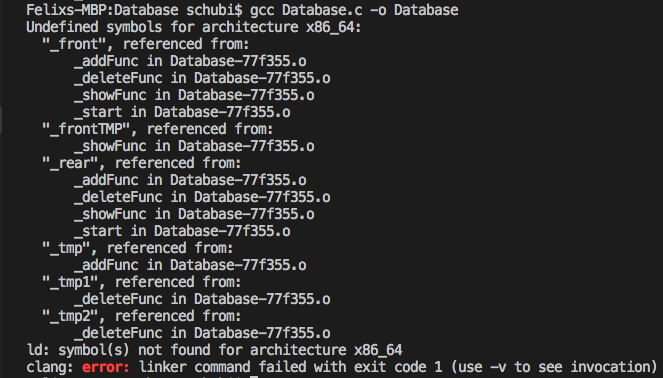 Felixs-MBP:Database schubi$ gcc Database.c -o Database
Undefined symbols for architecture x86_64:
  "_front", referenced from:
      _addFunc in Database-77f355.o
      _deleteFunc in Database-77f355.o
      _showFunc in Database-77f355.o
      _start in Database-77f355.o
  "_frontTMP", referenced from:
      _showFunc in Database-77f355.o
  "_rear", referenced from:
      _addFunc in Database-77f355.o
      _deleteFunc in Database-77f355.o
      _showFunc in Database-77f355.o
      _start in Database-77f355.o
  "_tmp", referenced from:
      _addFunc in Database-77f355.o
  "_tmp1", referenced from:
      _deleteFunc in Database-77f355.o
  "_tmp2", referenced from:
      _deleteFunc in Database-77f355.o
ld: symbol(s) not found for architecture x86_64
clang: error: linker command failed with exit code 1 (use -v to see invocation)